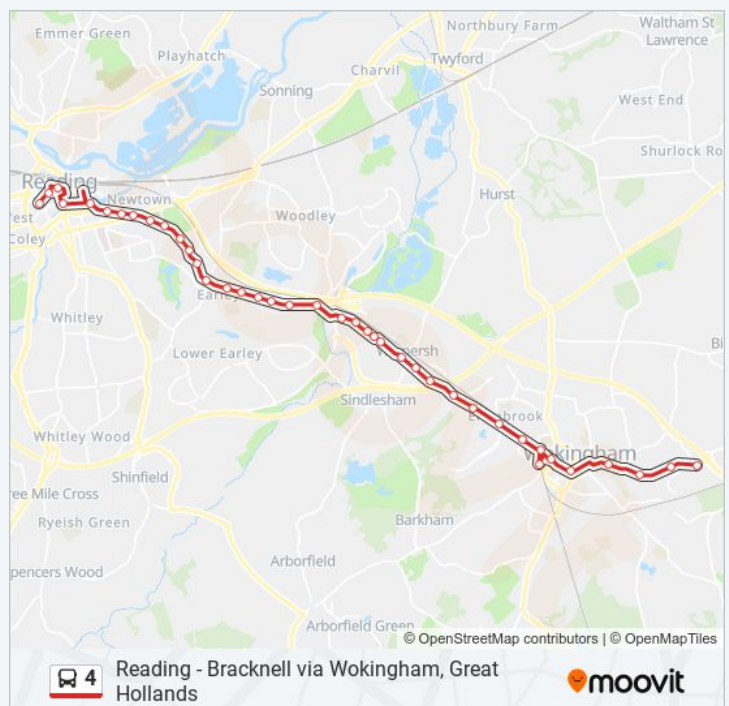 Waltham St
Lawrence
Northbury Farm
Emmer Green
Playhatch
Twyford
Charvil
Sonning
West End
Shurlock Ro
Reading
Newtown
Hurst
Woodley
West
Coley
Whitley
Earley
Bi
Lower Earley
Winnersh
Sindlesham
Emmbrook
Whitley Wood
Wokingham
Shinfield
ree Mile Cross
Barkham
Ryeish Green
Arborfield
pencers Wood
Arborfield Green
© OpenStreetMap contributors | © OpenMapTiles
4
Reading - Bracknell via Wokingham, Great
Hollands
moovit